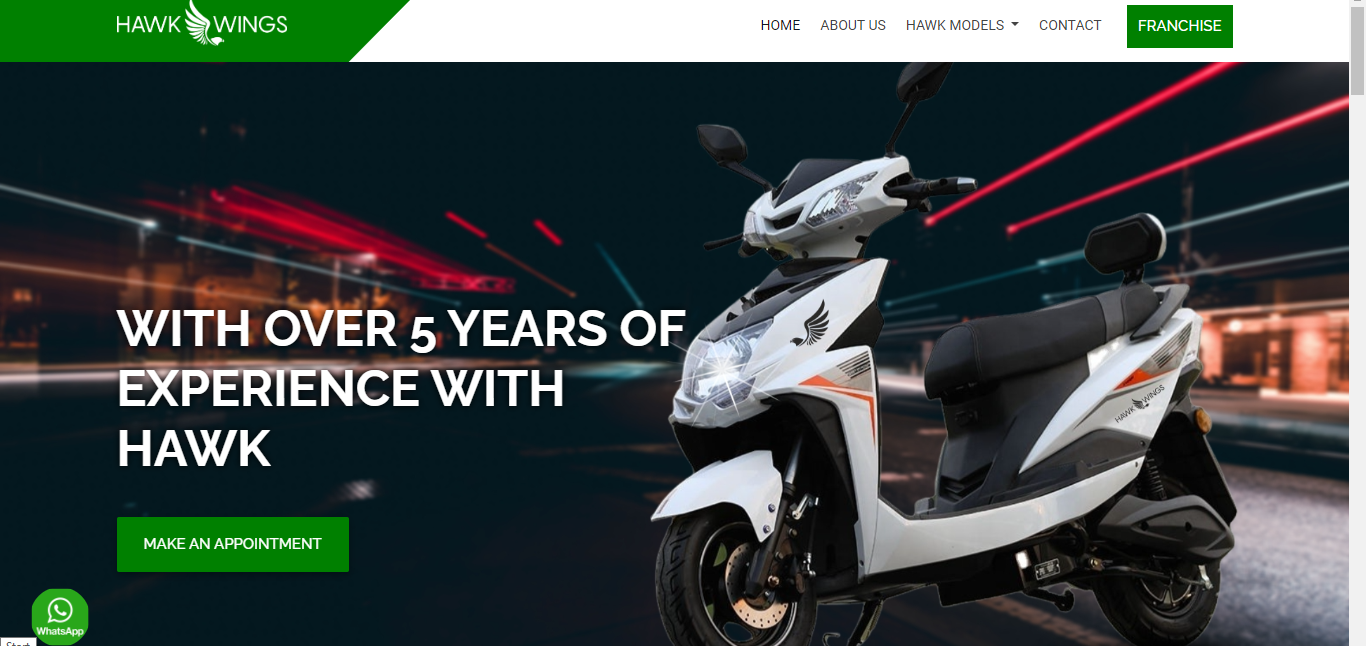 HAWK WINGS
HOME
ABOUT US
HAWK MODELS
CONTACT
FRANCHISE
WITH OVER 5 YEARS OF
EXPERIENCE WITH
HAWK
MAKE AN APPOINTMENT
HAWK WINGS
WhatsApp